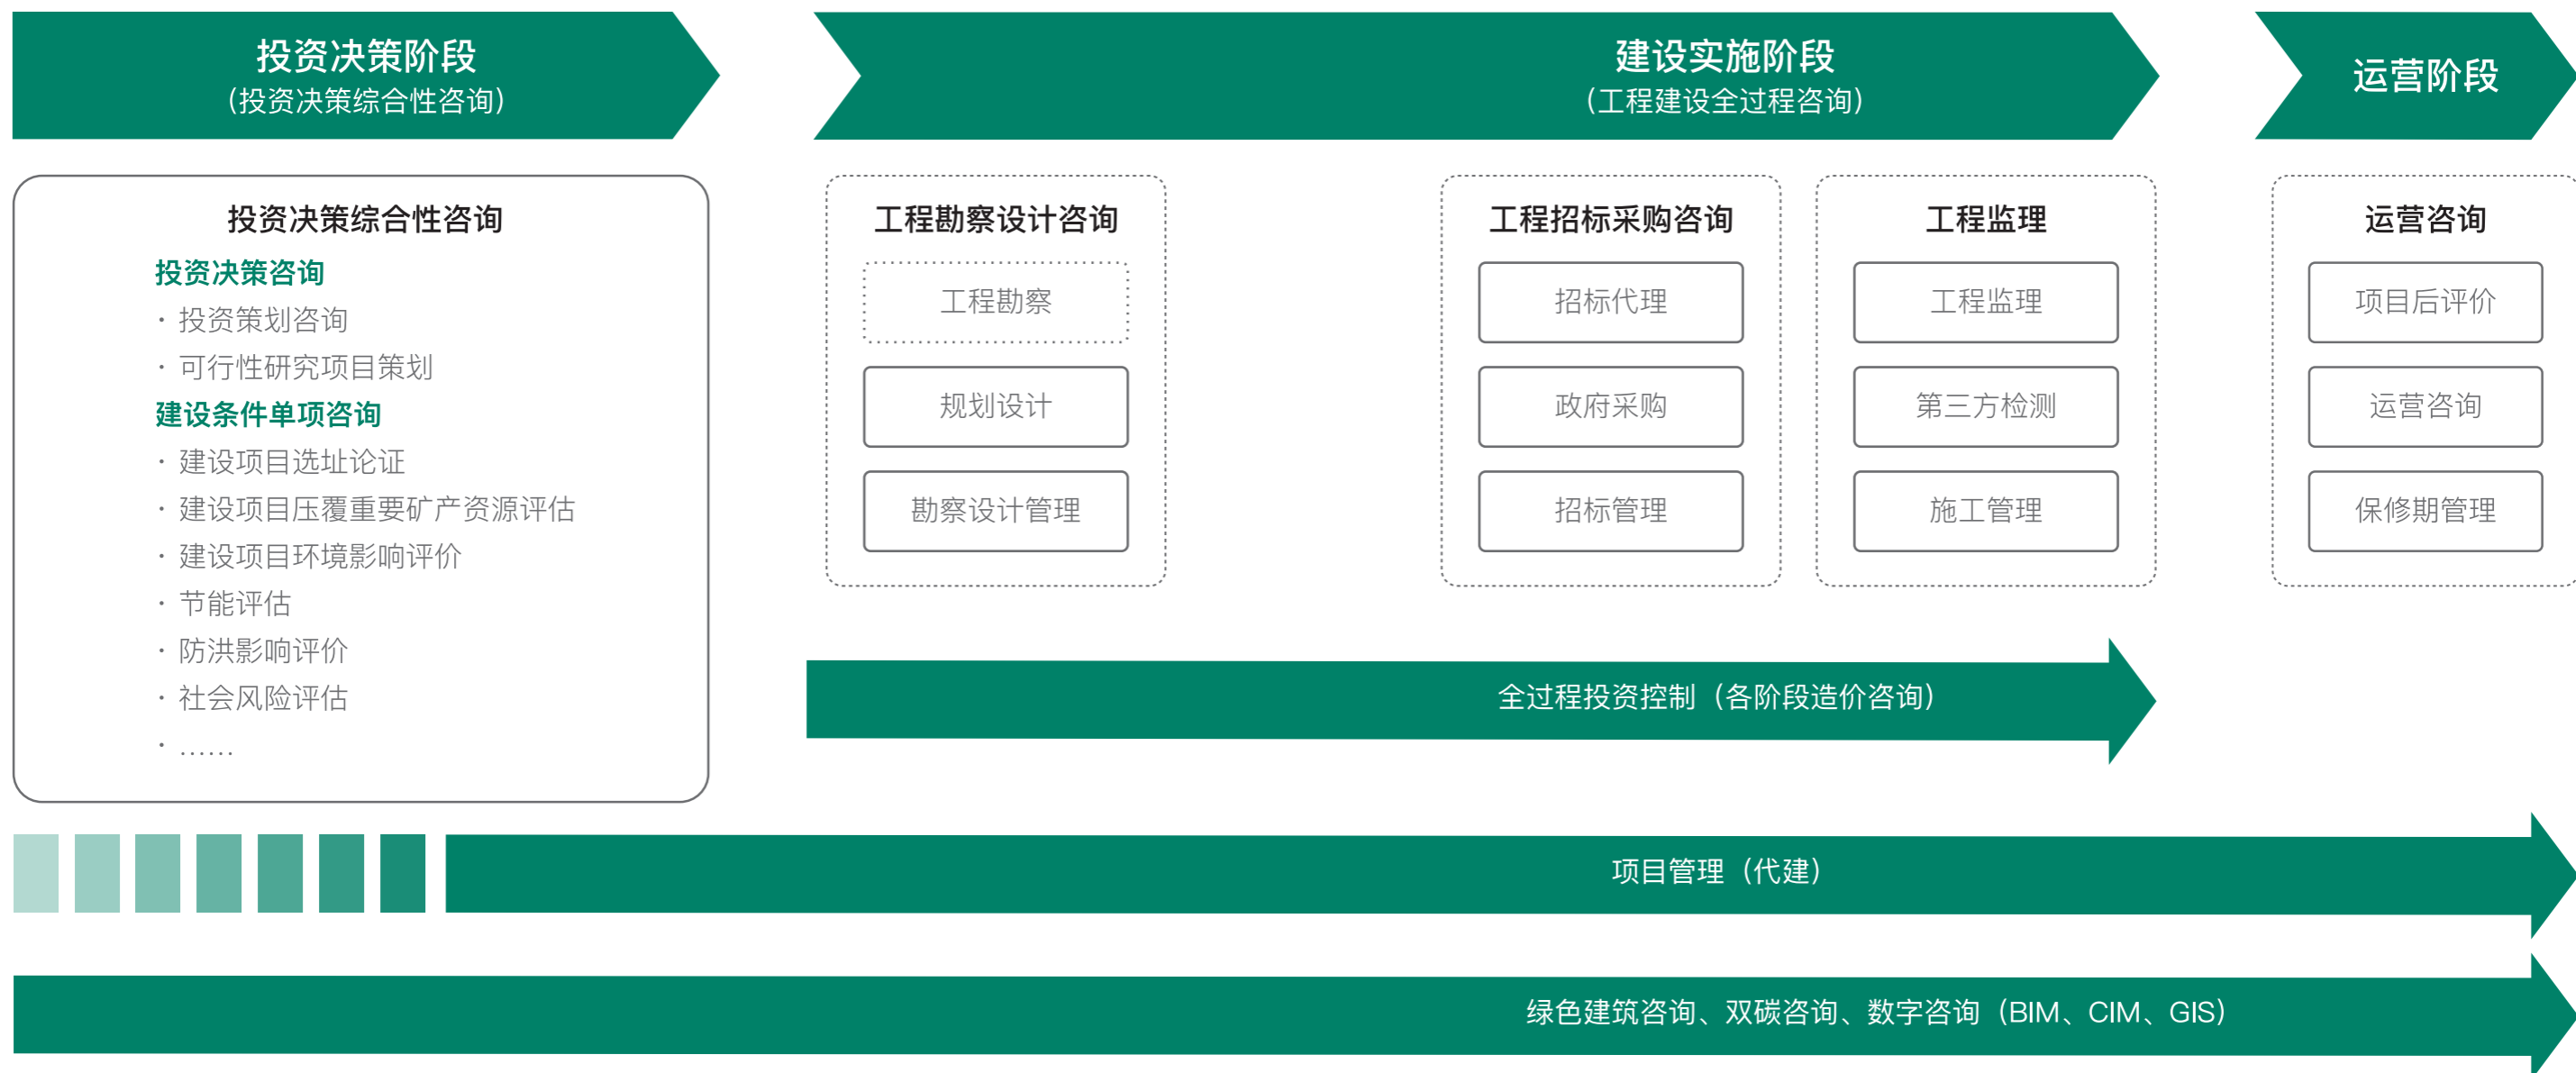 投资决策阶段
（投资决策综合性咨询）
建设实施阶段
（工程建设全过程咨询）
运营阶段
投资决策综合性咨询
投资决策咨询
· 投资策划咨询
· 可行性研究项目策划
建设条件单项咨询
· 建设项目选址论证
· 建设项目压覆重要矿产资源评估
· 建设项目环境影响评价
· 节能评估
· 防洪影响评价
· 社会风险评估
· ……
工程勘察设计咨询
工程勘察
规划设计
勘察设计管理
工程招标采购咨询
招标代理
政府采购
招标管理
工程监理
工程监理
第三方检测
施工管理
运营咨询
项目后评价
运营咨询
保修期管理
全过程投资控制（各阶段造价咨询）
项目管理（代建）
绿色建筑咨询、双碳咨询、数字咨询（BIM、CIM、GIS）